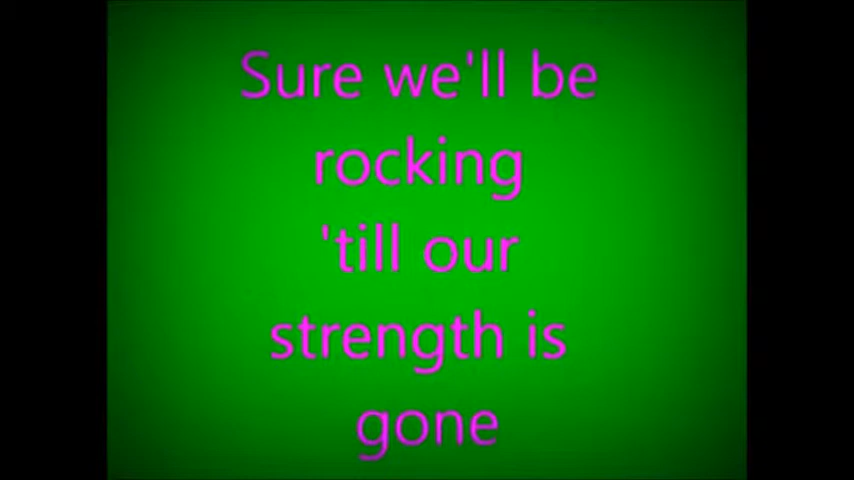 Sure we'll be
rocking
'till our
strength is
gone